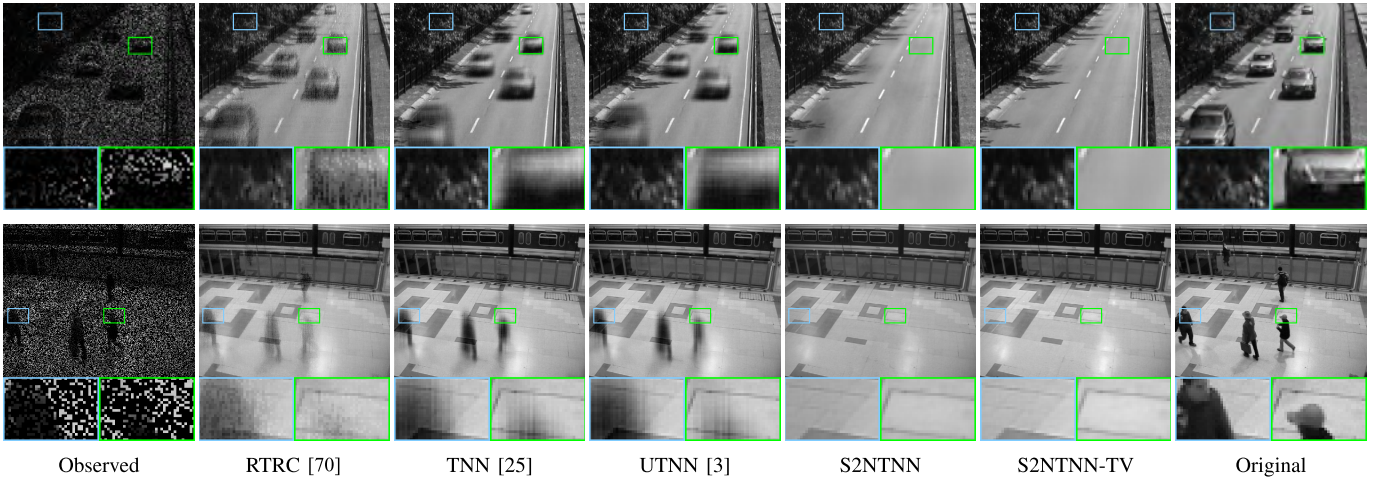 Observed
RTRC [70]
TNN [25]
UTNN [3]
S2NTNN
S2NTNN-TV
Original